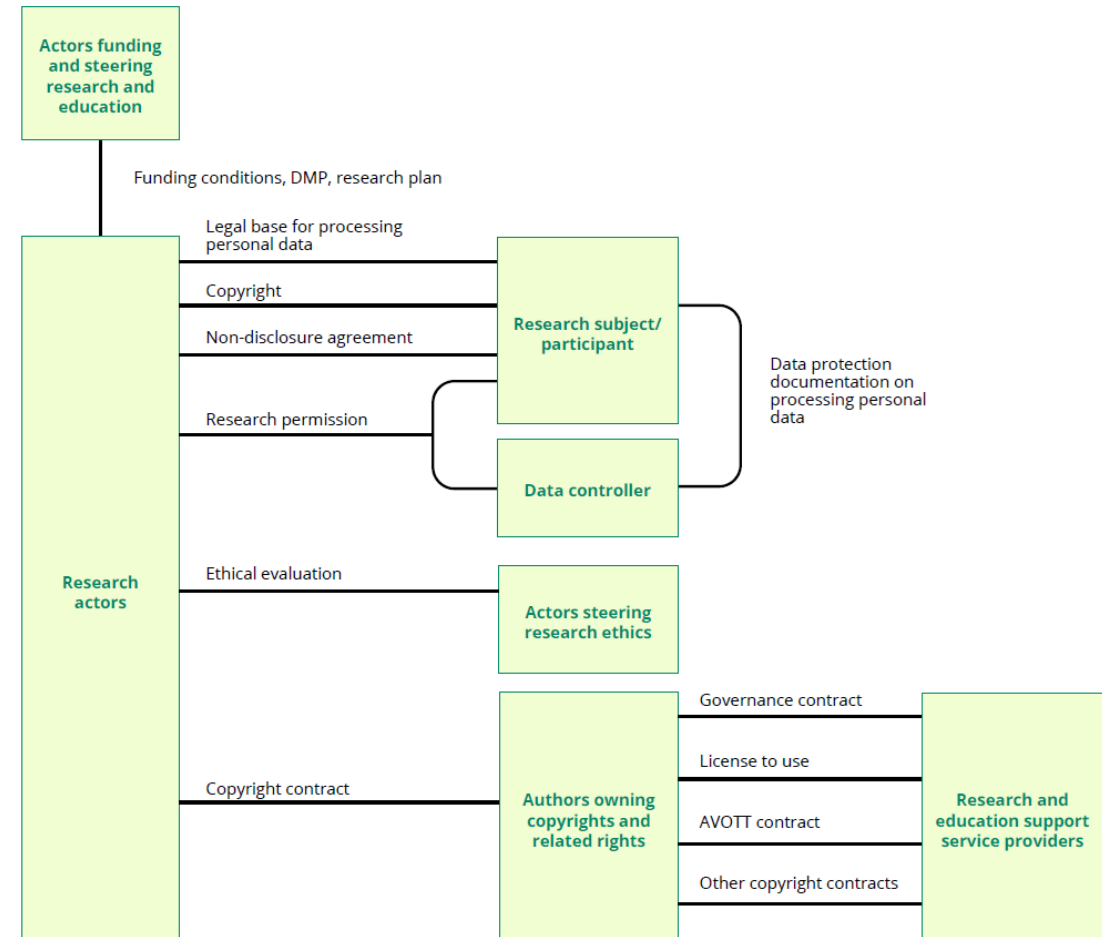 Actors funding
and steering
research and
education
Funding conditions, DMP, research plan
Legal base for processing
personal data
Copyright
Non-disclosure agreement
Research permission
Research subject/
participant
Data protection
documentation on
processing personal
data
Data controller
Research
actors
Ethical evaluation
Actors steering
research ethics
Copyright contract
Authors owning
copyrights and
related rights
Governance contract
License to use
AVOTT contract
Other copyright contracts
Research and
education support
service providers